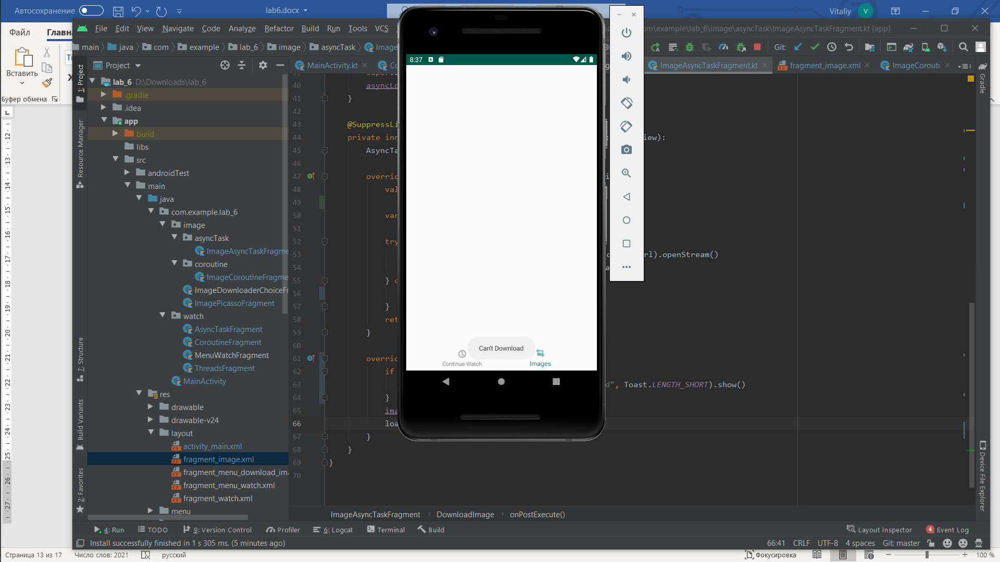 Автосохранение
lab6.docx
Vitaliy
V
Файл
Вставить
Буфер обмена
File Edit View Navigate Code Analyze Refactor Build Run Tools VCS
com\example\lab_6\image\asyncTask\ImageAsyncTaskFragment.kt [app]
main java com example lab_6 image asyncTask
Git:
Project
MainActivity.kt
ImageAsyncTaskFragment.kt
fragment_image.xml
ImageCorouti
1: Project
Resource Manager
7: Structure
Build Variants
2: Favorites
Gradle
Device File Explorer
lab_6 D:\Downloads\lab_6
.gradle
.idea
app
build
libs
src
androidTest
main
java
com.example.lab_6
image
asyncTask
ImageAsyncTaskFragme
coroutine
ImageCoroutineFragme
ImageDownloaderChoiceFr
ImagePicassoFragment
watch
AsyncTaskFragment
CoroutineFragment
MenuWatchFragment
ThreadsFragment
MainActivity
res
drawable
drawable-v24
layout
activity_main.xml
fragment_image.xml
fragment_menu_download_ima
fragment_menu_watch.xml
fragment_watch.xml
menu
40 asyncLo
41 }
42
43 @SuppressLi
44 private inn iew):
45 AsyncTa
46
47 overrid
48 val
49
50 var
51
52 try
53 rl).openStream()
54
55 } c
56
57 }
58 ret
59 }
60
61 overrid
62 if
63 d", Toast.LENGTH_SHORT).show()
64 }
65 ima
66 loa
67 }
68 }
69 }
70
8:37
Can't Download
Continue Watch
Images
ImageAsyncTaskFragment DownloadImage onPostExecute()
4: Run TODO 9: Version Control Profiler 6: Logcat Terminal Build Layout Inspector 4 Event Log
Install successfully finished in 1 s 305 ms. (5 minutes ago) 66:41 CRLF UTF-8 4 spaces Git: master
Страница 13 из 17 Число слов: 2021 русский Фокусировка 100 %